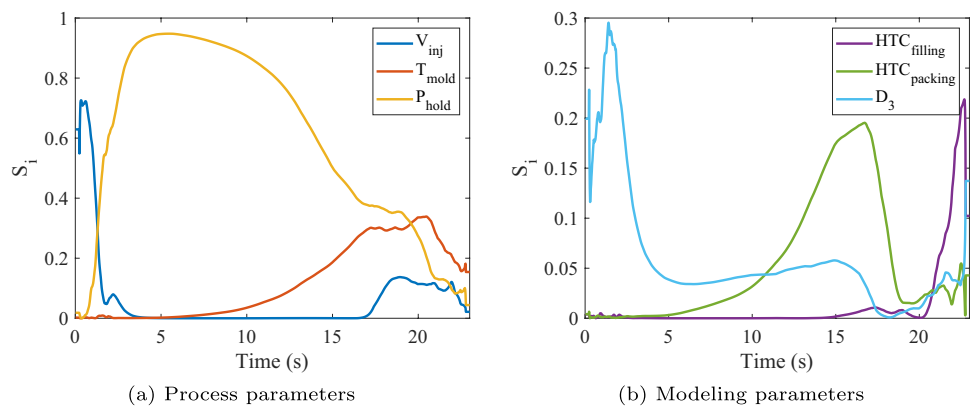 1
0.8
0.6
0.4
0.2
0
S_i
0 5 10 15 20
Time (s)
V_inj
T_mold
P_hold
(a) Process parameters
0.3
0.25
0.2
0.15
0.1
0.05
0
S_i
0 5 10 15 20
Time (s)
HTC_filling
HTC_packing
D_3
(b) Modeling parameters